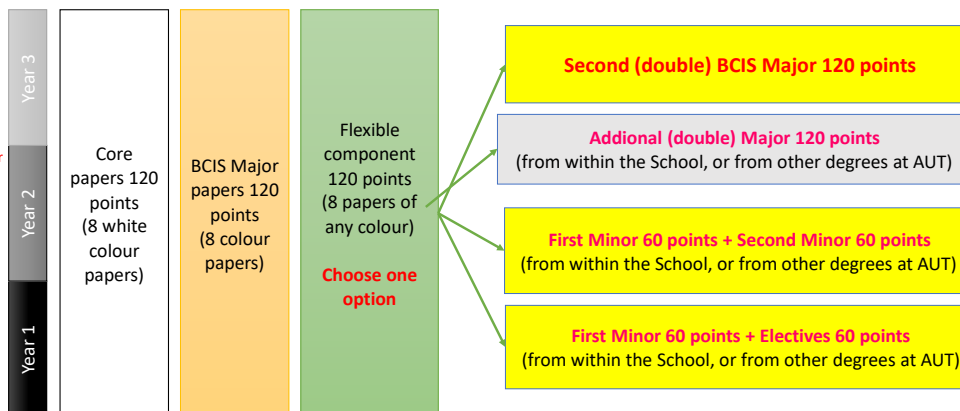 Year 3
Year 2
Year 1
r
Core
papers 120
points
(8 white
colour
papers)
BCIS Major
papers 120
points
(8 colour
papers)
Flexible
component
120 points
(8 papers of
any colour)
Choose one
option
Second (double) BCIS Major 120 points
Addional (double) Major 120 points
(from within the School, or from other degrees at AUT)
First Minor 60 points + Second Minor 60 points
(from within the School, or from other degrees at AUT)
First Minor 60 points + Electives 60 points
(from within the School, or from other degrees at AUT)